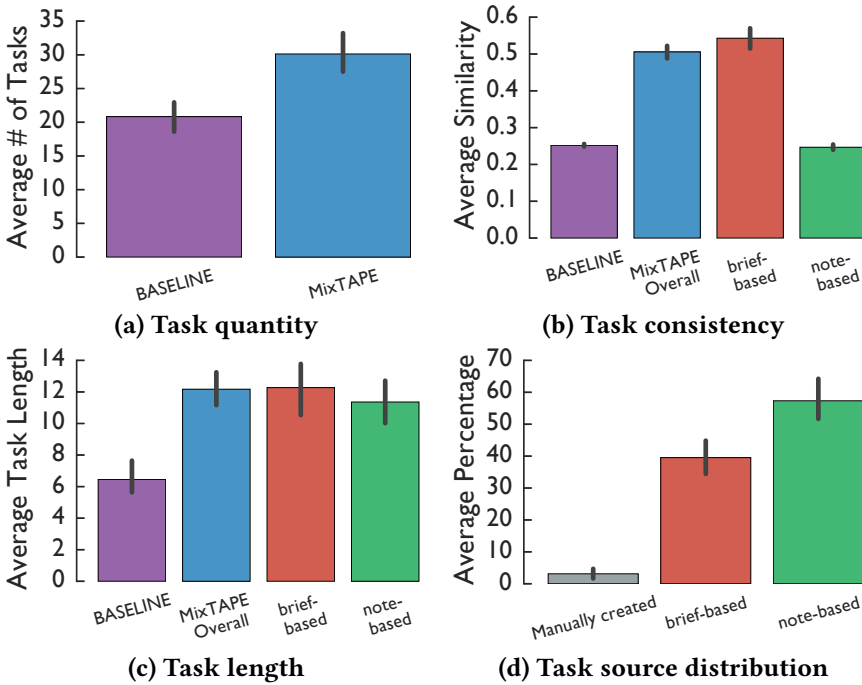 Average # of Tasks
35
30
25
20
15
10
5
0
BASELINE
MixTAPE
(a) Task quantity
Average Similarity
0.6
0.5
0.4
0.3
0.2
0.1
0.0
BASELINE
MixTAPE
Overall
brief-
based
note-
based
(b) Task consistency
Average Task Length
14
12
10
8
6
4
2
0
BASELINE
MixTAPE
Overall
brief-
based
note-
based
(c) Task length
Average Percentage
70
60
50
40
30
20
10
0
Manually created
brief-based
note-based
(d) Task source distribution